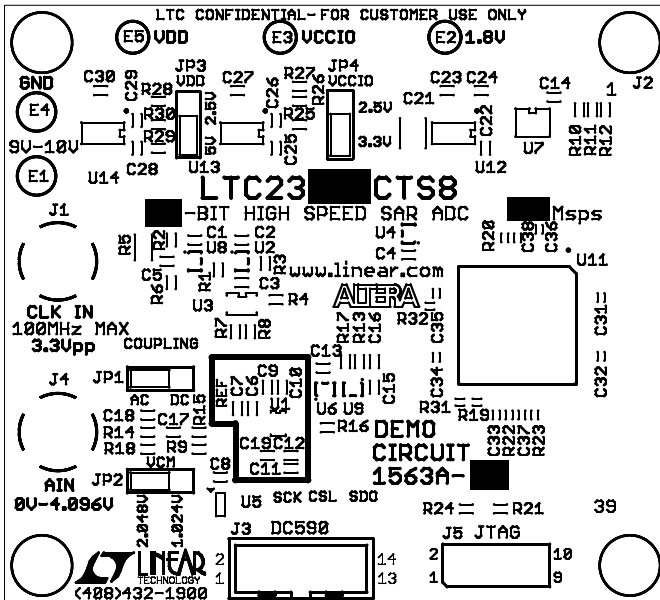 LTC CONFIDENTIAL-FOR CUSTOMER USE ONLY
E5 VDD
E3 VCCIO
E2 1.8V
GND
E4
9V-10V
E1
J1
CLK IN
100MHz MAX
3.3Vpp
C30
C29
R28
R30
R29
C28
U14
JP3
VDD
2.5V
5V
U13
C27
C26
R27
R26
R25
C25
JP4
VCCIO
2.5V
3.3V
C21
C23 C24
C22
U12
C14
U7
1
J2
R10
R11
R12
LTC23 CTS8
-BIT HIGH SPEED SAR ADC
Msps
R5
R2
C1
U8
C5
R6
R1
C2
U2
R3
C3
U3
R4
R7
R8
U4
C4
www.linear.com
ALTERA
R20
C38
C36
U11
R32
C35
C34
C31
C32
R17
R13
C16
C13
C15
U6 U9
R16
R31
R19
C33
R22
C37
R23
COUPLING
JP1
AC DC
J4
C18
R14
R18
C17
R9
R15
VCM
JP2
2.048V
1.024V
AIN
0V-4.096V
REF
C7
C6
C9
C10
U1
C19 C12
C11
C8
U5
SCK CSL SDO
DEMO
CIRCUIT
1563A-
R24 R21
39
J3 DC590
2 14
1 13
J5 JTAG
2 10
1 9
LINEAR
TECHNOLOGY
(408)432-1900